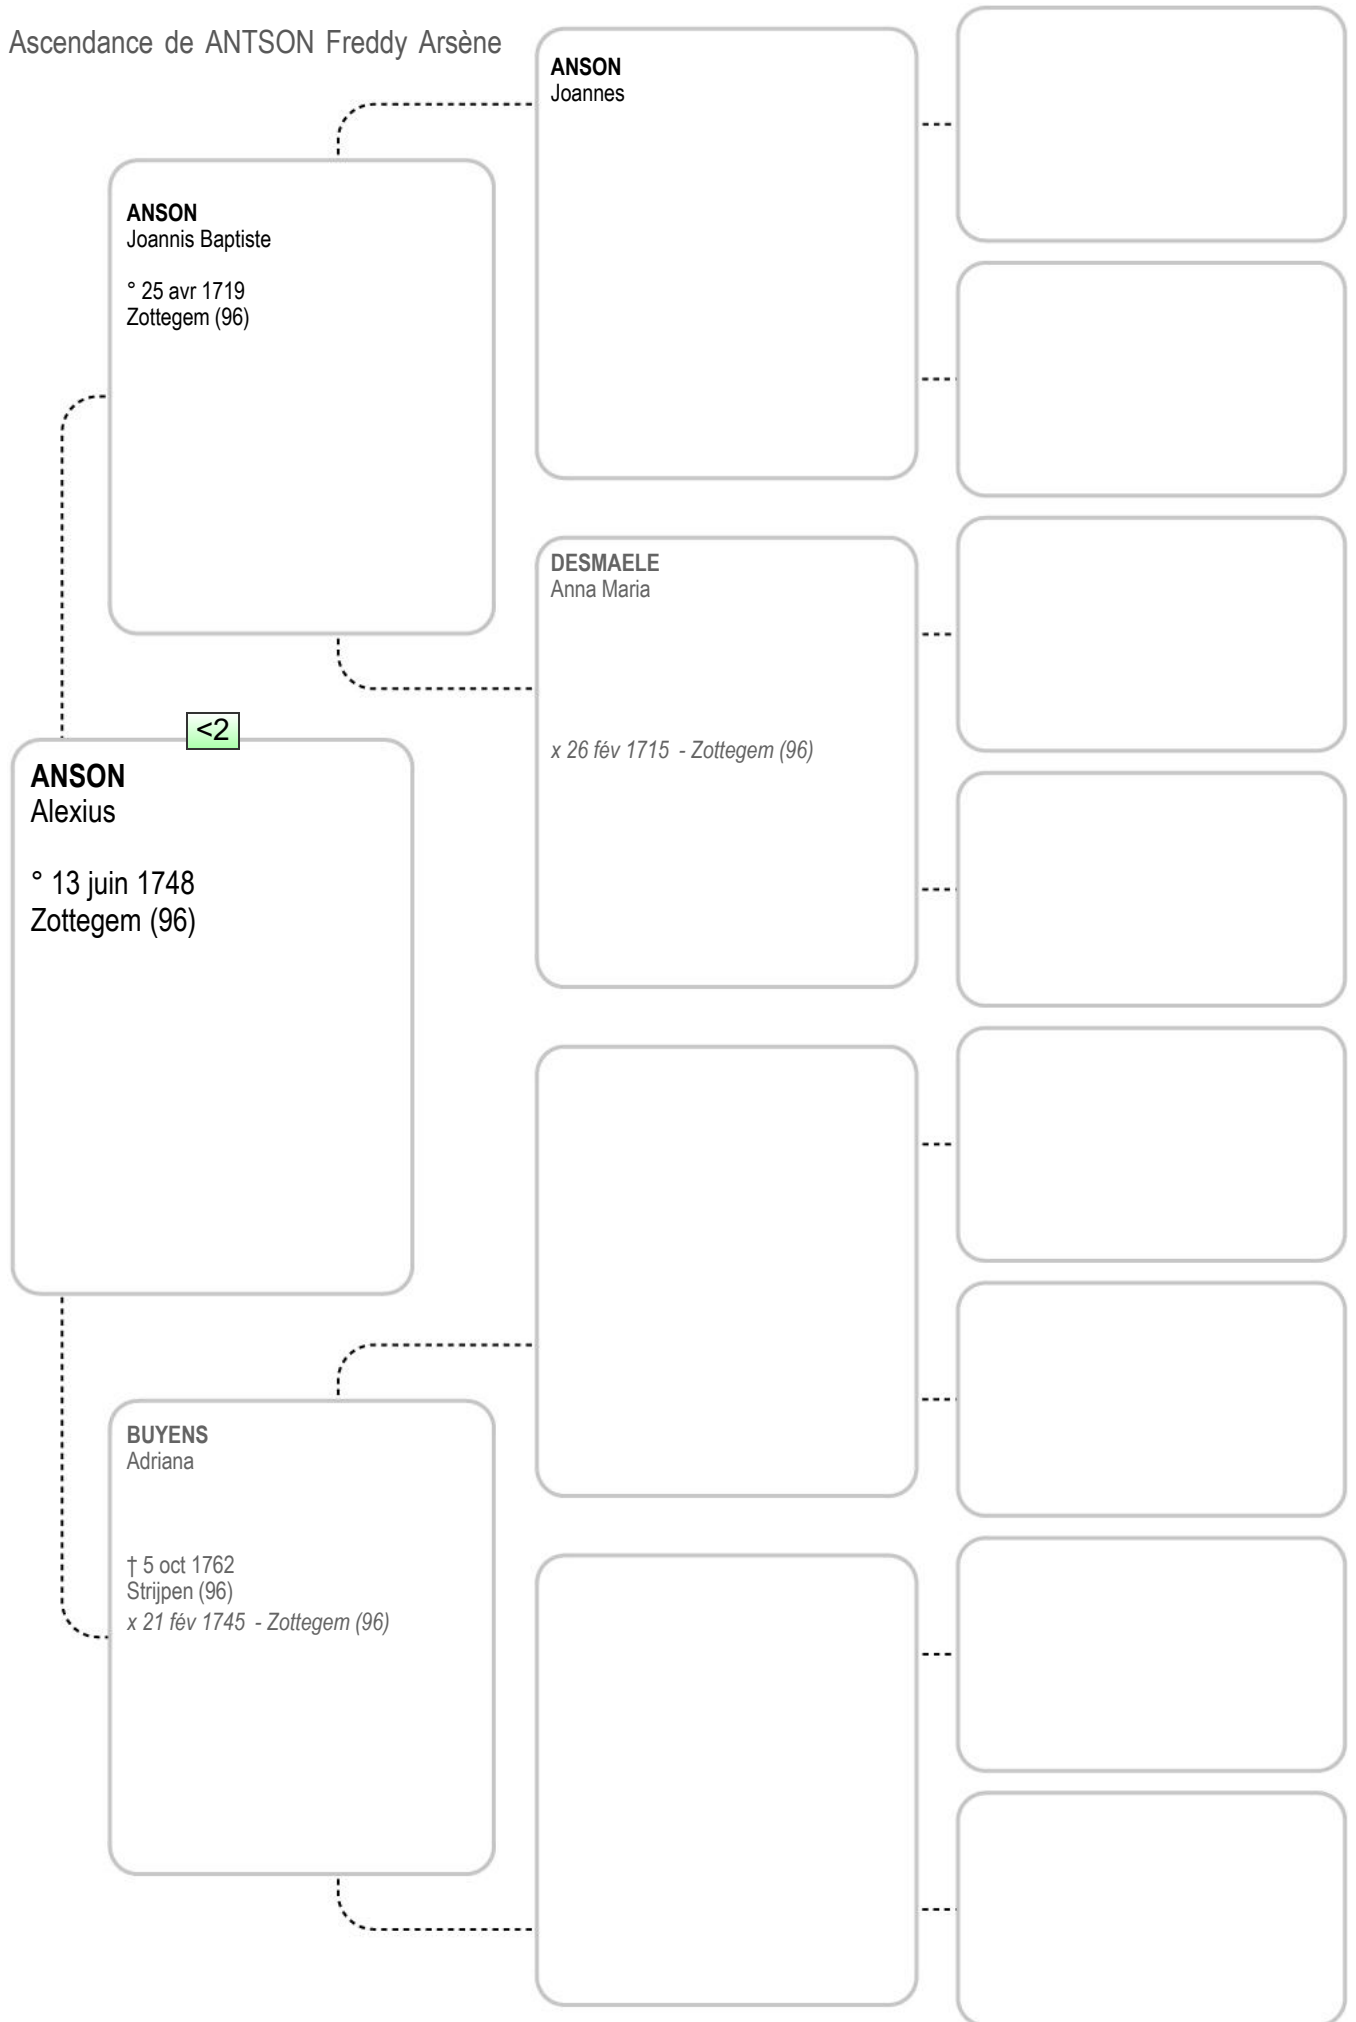 Ascendance de ANTSON Freddy Arsène
ANSON
Joannes
ANSON
Joannis Baptiste
° 25 avr 1719
Zottegem (96)
DESMAELE
Anna Maria
x 26 fév 1715 - Zottegem (96)
<2
ANSON
Alexius
° 13 juin 1748
Zottegem (96)
BUYENS
Adriana
† 5 oct 1762
Strijpen (96)
x 21 fév 1745 - Zottegem (96)